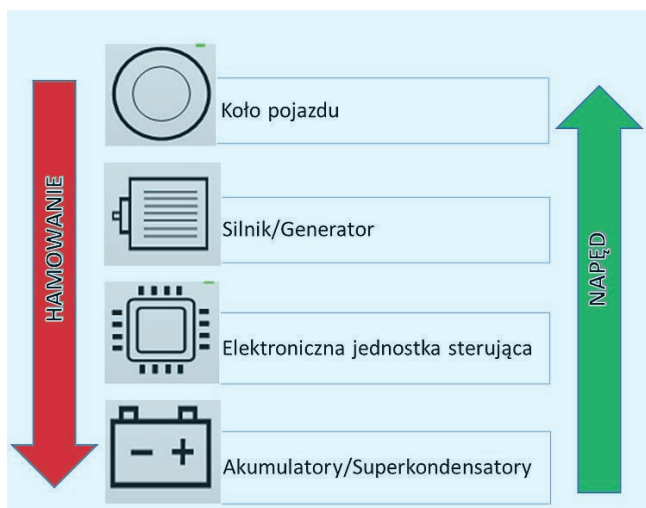 Koło pojazdu
Silnik/Generator
Elektroniczna jednostka sterująca
Akumulatory/Superkondensatory
HAMOWANIE
NAPĘD